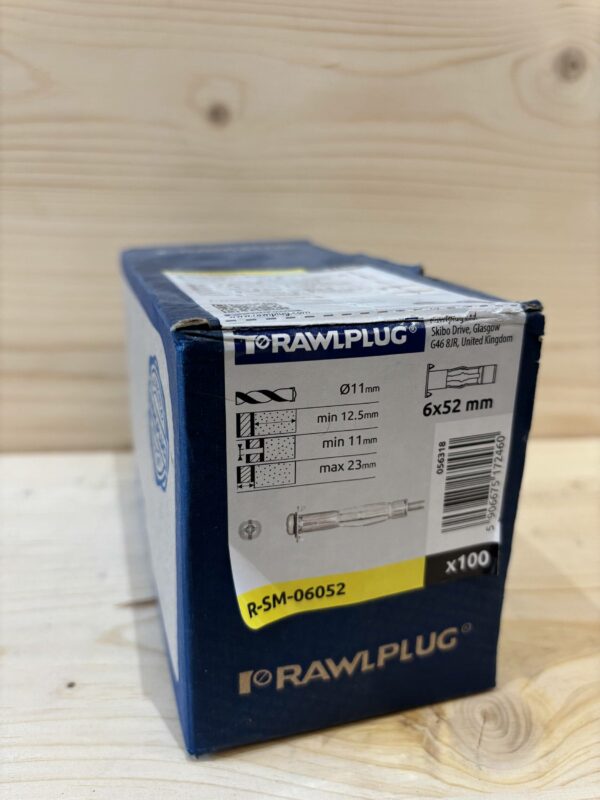 RAWLPLUG®
Skibo Drive, Glasgow
G46 8JR, United Kingdom
Ø11mm
min 12.5mm
min 11mm
max 23mm
6x52 mm
056318
5 906675 172460
x100
R-SM-06052
RAWLPLUG®